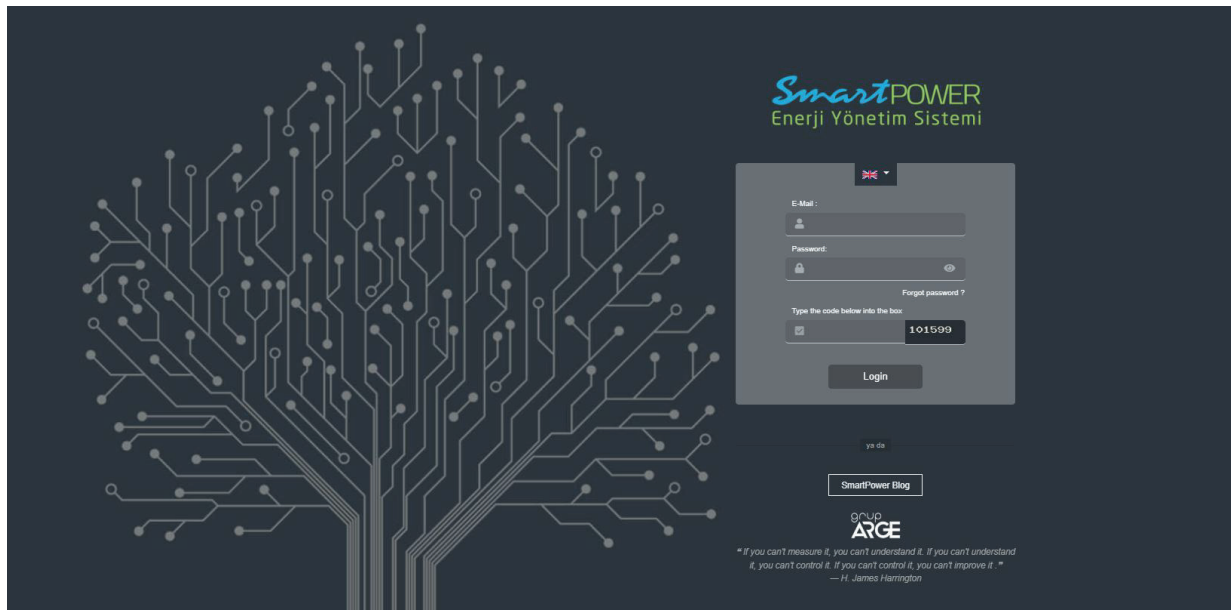 SmartPOWER
Enerji Yönetim Sistemi
E-Mail :
Password:
Forgot password ?
Type the code below into the box
101599
Login
ya da
SmartPower Blog
grup
ARGE
❝ If you can't measure it, you can't understand it. If you can't understand
it, you can't control it. If you can't control it, you can't improve it .❞
— H. James Harrington